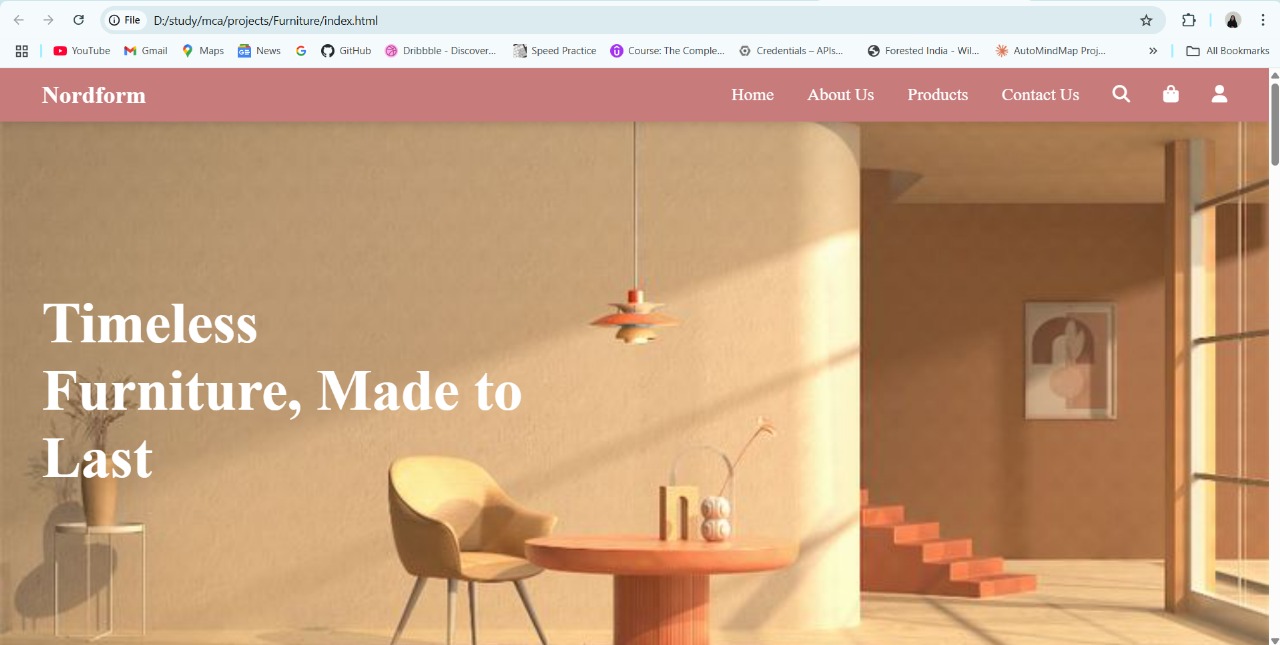 File D:/study/mca/projects/Furniture/index.html
YouTube Gmail Maps News GitHub Dribbble - Discover... Speed Practice Course: The Comple... Credentials – APIs... Forested India - Wil... AutoMindMap Proj... » All Bookmarks
Nordform Home About Us Products Contact Us
Timeless
Furniture, Made to
Last